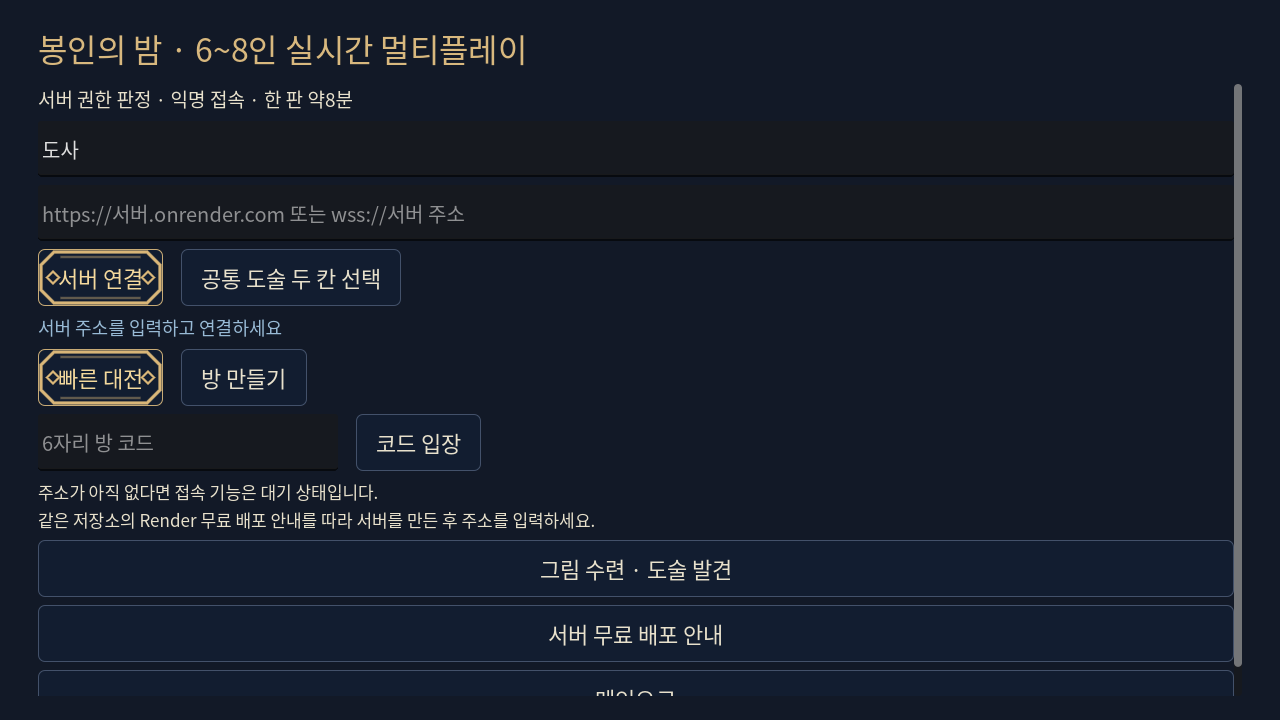 봉인의 밤 · 6~8인 실시간 멀티플레이
서버 권한 판정 · 익명 접속 · 한 판 약8분
도사
https://서버.onrender.com 또는 wss://서버 주소
서버 연결 공통 도술 두 칸 선택
서버 주소를 입력하고 연결하세요
빠른 대전 방 만들기
6자리 방 코드 코드 입장
주소가 아직 없다면 접속 기능은 대기 상태입니다.
같은 저장소의 Render 무료 배포 안내를 따라 서버를 만든 후 주소를 입력하세요.
그림 수련 · 도술 발견
서버 무료 배포 안내